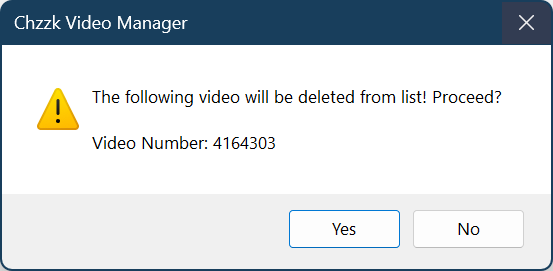 Chzzk Video Manager
The following video will be deleted from list! Proceed?
Video Number: 4164303
Yes
No